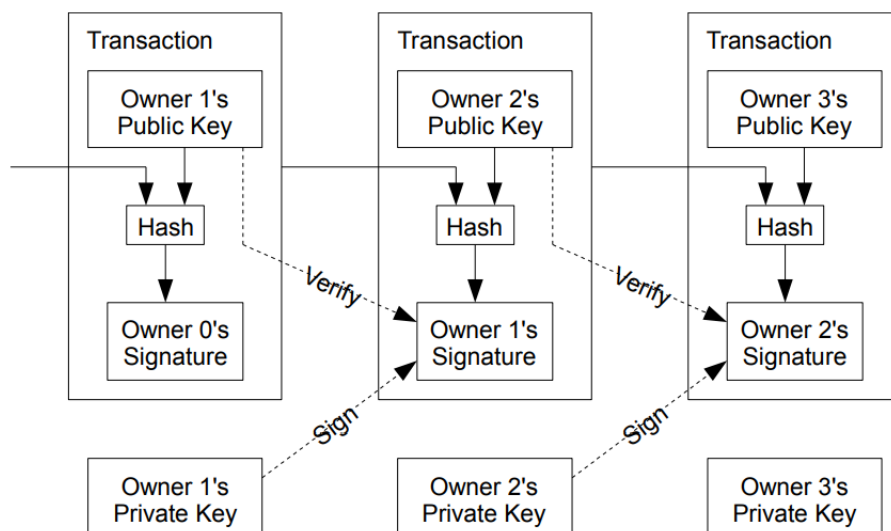 Transaction
Transaction
Transaction
Owner 1's
Public Key
Owner 2's
Public Key
Owner 3's
Public Key
Hash
Hash
Hash
Verify
Verify
Owner 0's
Signature
Owner 1's
Signature
Owner 2's
Signature
Sign
Sign
Owner 1's
Private Key
Owner 2's
Private Key
Owner 3's
Private Key